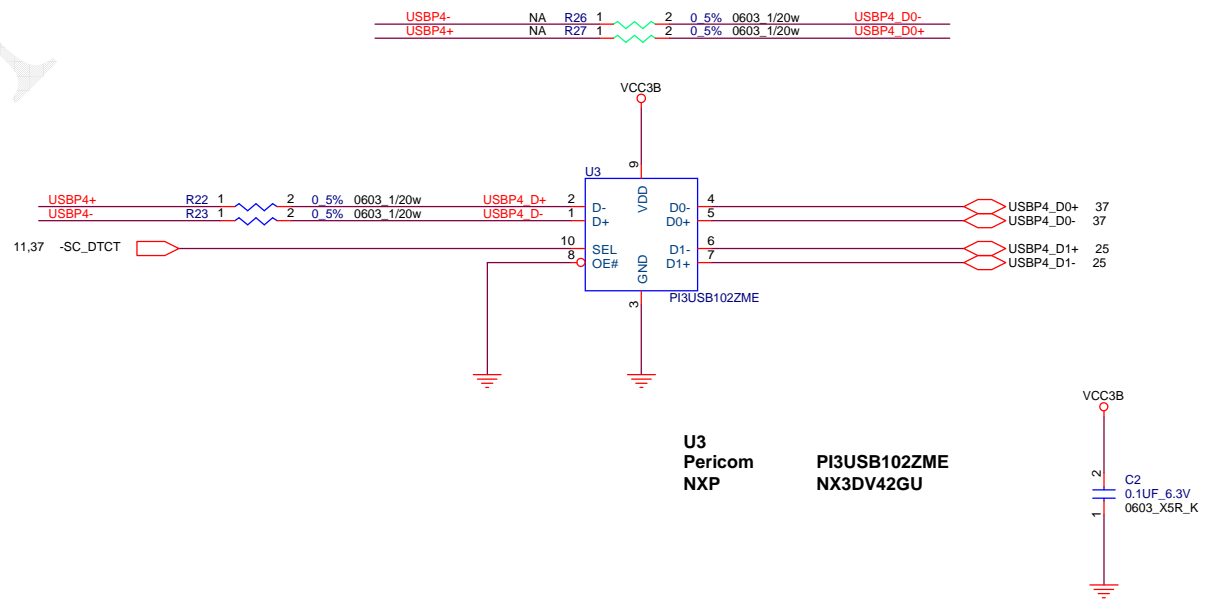 USBP4- NA R26 1 2 0_5% 0603_1/20w USBP4_D0-
USBP4+ NA R27 1 2 0_5% 0603_1/20w USBP4_D0+
VCC3B
9
U3
VDD
USBP4+ R22 1 2 0_5% 0603_1/20w USBP4_D+ 2 D- D0- 4 USBP4_D0+ 37
USBP4- R23 1 2 0_5% 0603_1/20w USBP4_D- 1 D+ D0+ 5 USBP4_D0- 37
11,37 -SC_DTCT 10 SEL D1- 6 USBP4_D1+ 25
8 OE# D1+ 7 USBP4_D1- 25
GND
PI3USB102ZME
3
VCC3B
U3
Pericom PI3USB102ZME
NXP NX3DV42GU
2
C2
0.1UF_6.3V
0603_X5R_K
1